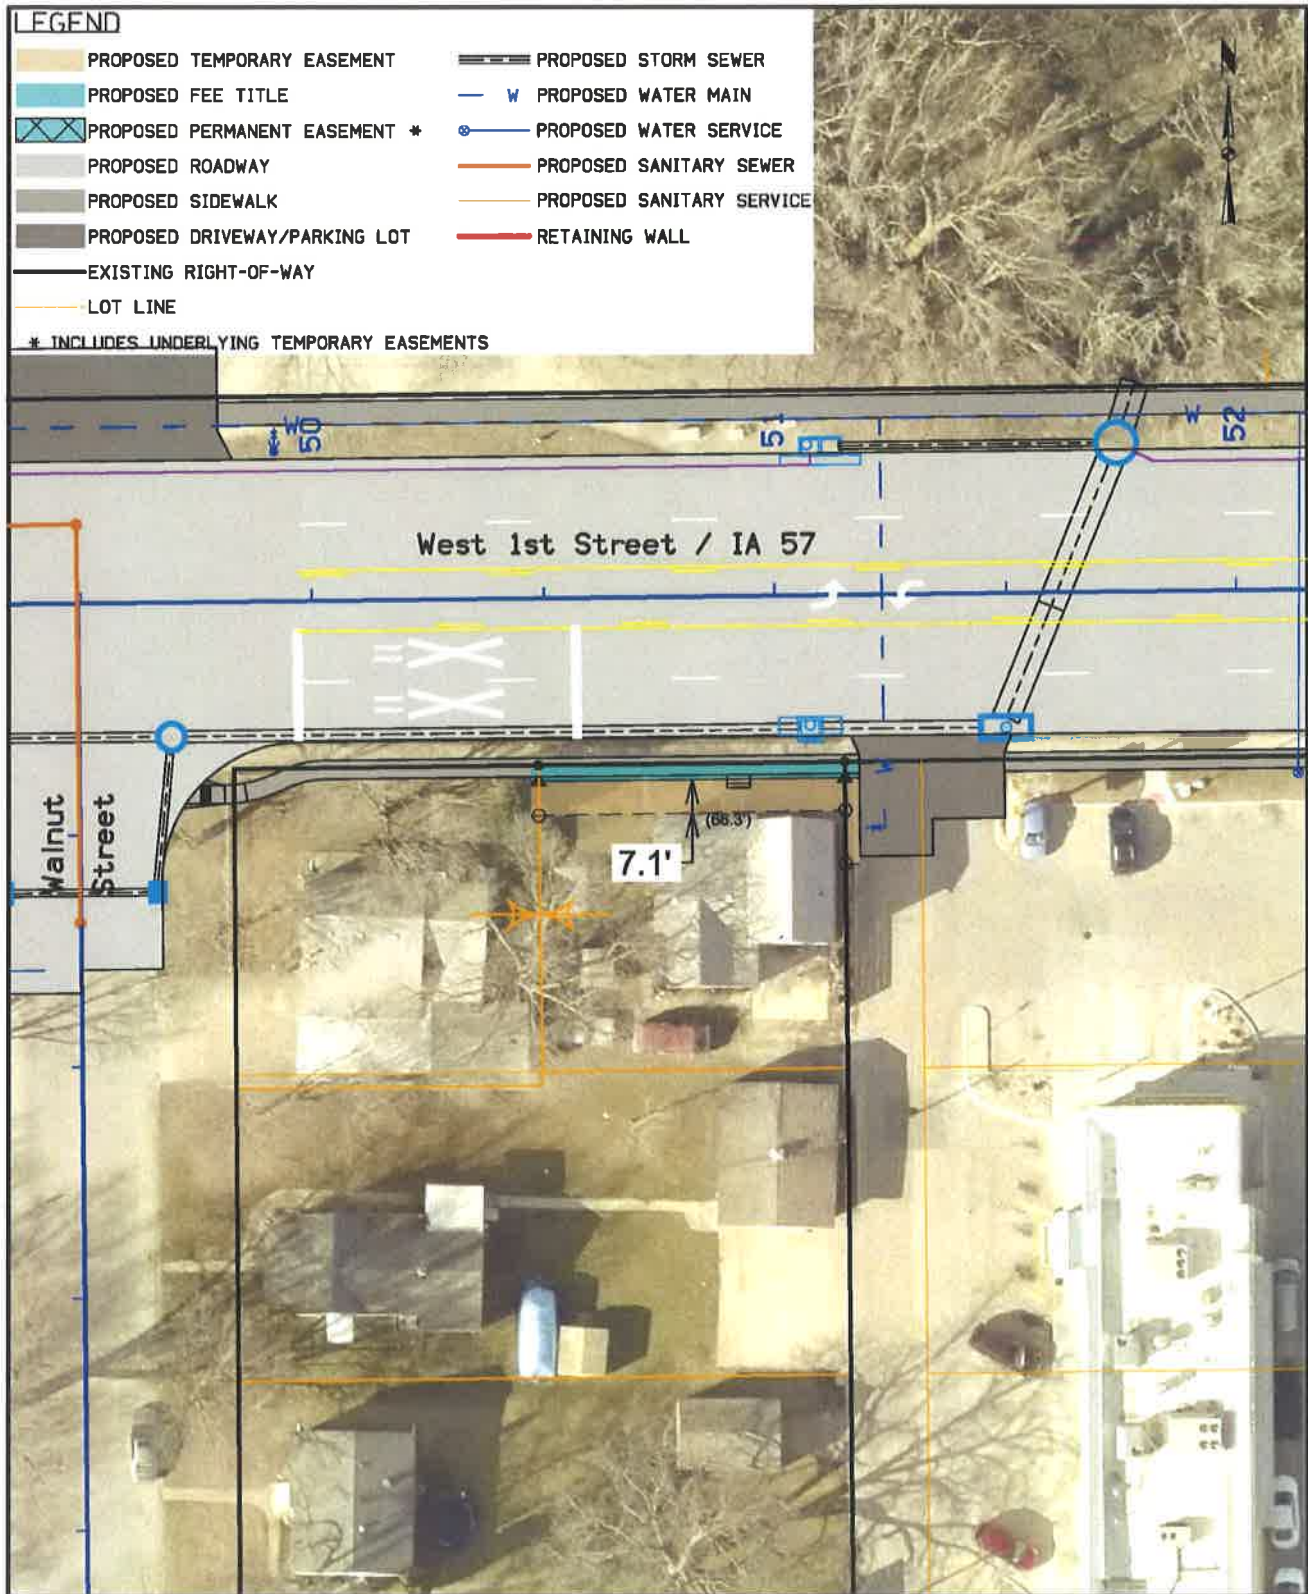 LEGEND
PROPOSED TEMPORARY EASEMENT
PROPOSED FEE TITLE
PROPOSED PERMANENT EASEMENT *
PROPOSED ROADWAY
PROPOSED SIDEWALK
PROPOSED DRIVEWAY/PARKING LOT
EXISTING RIGHT-OF-WAY
LOT LINE
* INCLUDES UNDERLYING TEMPORARY EASEMENTS
PROPOSED STORM SEWER
W PROPOSED WATER MAIN
PROPOSED WATER SERVICE
PROPOSED SANITARY SEWER
PROPOSED SANITARY SERVICE
RETAINING WALL
N
W
50
51
W
52
West 1st Street / IA 57
W
(66.3')
7.1'
Walnut
Street